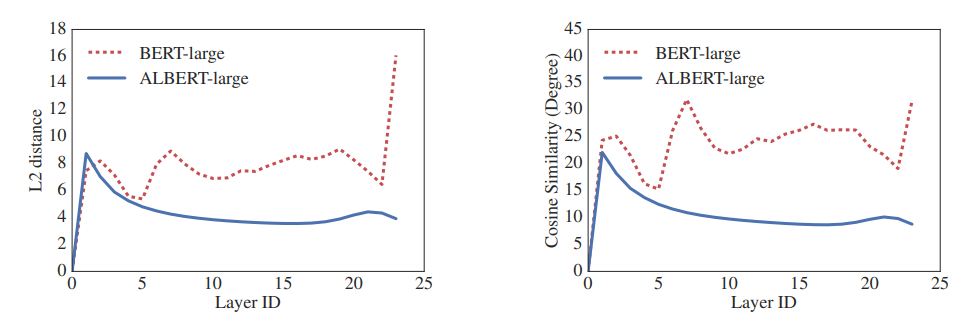 18
16
14
12
10
8
6
4
2
0
L2 distance
BERT-large
ALBERT-large
0 5 10 15 20 25
Layer ID
45
40
35
30
25
20
15
10
5
0
Cosine Similarity (Degree)
BERT-large
ALBERT-large
0 5 10 15 20 25
Layer ID